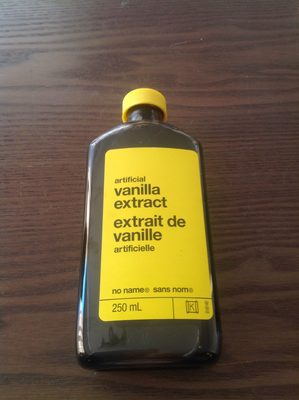 artificial
vanilla
extract
extrait de
vanille
artificielle
no name® sans nom®
250 mL
K